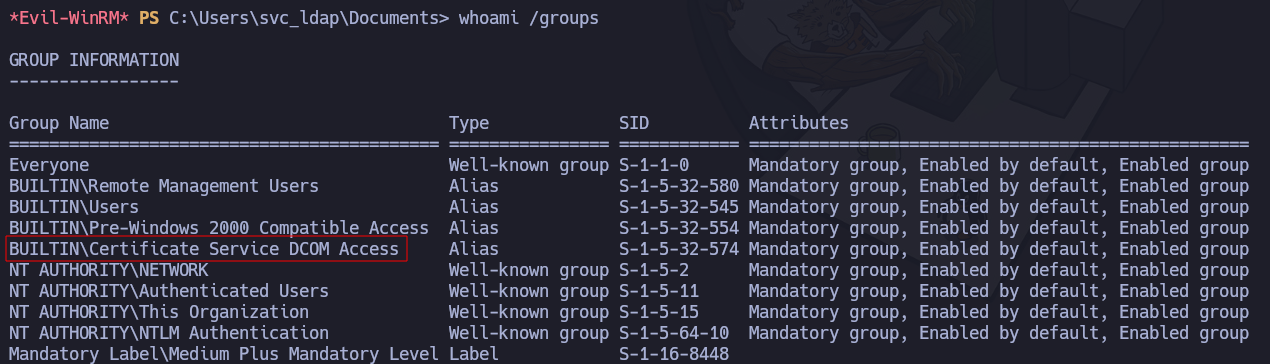 *Evil-WinRM* PS C:\Users\svc_ldap\Documents> whoami /groups
GROUP INFORMATION
-----------------
Group Name                                  Type             SID          Attributes
=========================================== ================ ============ ==================================================
Everyone                                    Well-known group S-1-1-0      Mandatory group, Enabled by default, Enabled group
BUILTIN\Remote Management Users             Alias            S-1-5-32-580 Mandatory group, Enabled by default, Enabled group
BUILTIN\Users                               Alias            S-1-5-32-545 Mandatory group, Enabled by default, Enabled group
BUILTIN\Pre-Windows 2000 Compatible Access  Alias            S-1-5-32-554 Mandatory group, Enabled by default, Enabled group
BUILTIN\Certificate Service DCOM Access     Alias            S-1-5-32-574 Mandatory group, Enabled by default, Enabled group
NT AUTHORITY\NETWORK                        Well-known group S-1-5-2      Mandatory group, Enabled by default, Enabled group
NT AUTHORITY\Authenticated Users            Well-known group S-1-5-11     Mandatory group, Enabled by default, Enabled group
NT AUTHORITY\This Organization              Well-known group S-1-5-15     Mandatory group, Enabled by default, Enabled group
NT AUTHORITY\NTLM Authentication            Well-known group S-1-5-64-10  Mandatory group, Enabled by default, Enabled group
Mandatory Label\Medium Plus Mandatory Level Label            S-1-16-8448